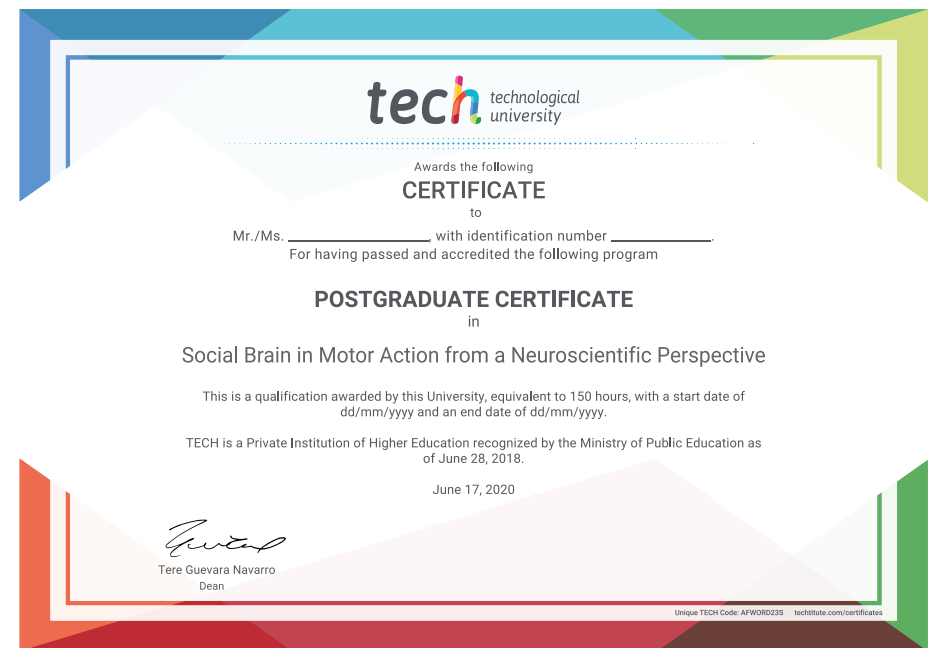 tech technological
university
Awards the following
CERTIFICATE
to
Mr./Ms. ____________, with identification number ____________.
For having passed and accredited the following program
POSTGRADUATE CERTIFICATE
in
Social Brain in Motor Action from a Neuroscientific Perspective
This is a qualification awarded by this University, equivalent to 150 hours, with a start date of
dd/mm/yyyy and an end date of dd/mm/yyyy.
TECH is a Private Institution of Higher Education recognized by the Ministry of Public Education as
of June 28, 2018.
June 17, 2020
Tere Guevara Navarro
Dean
Unique TECH Code: AFWORD23S techtitute.com/certificates